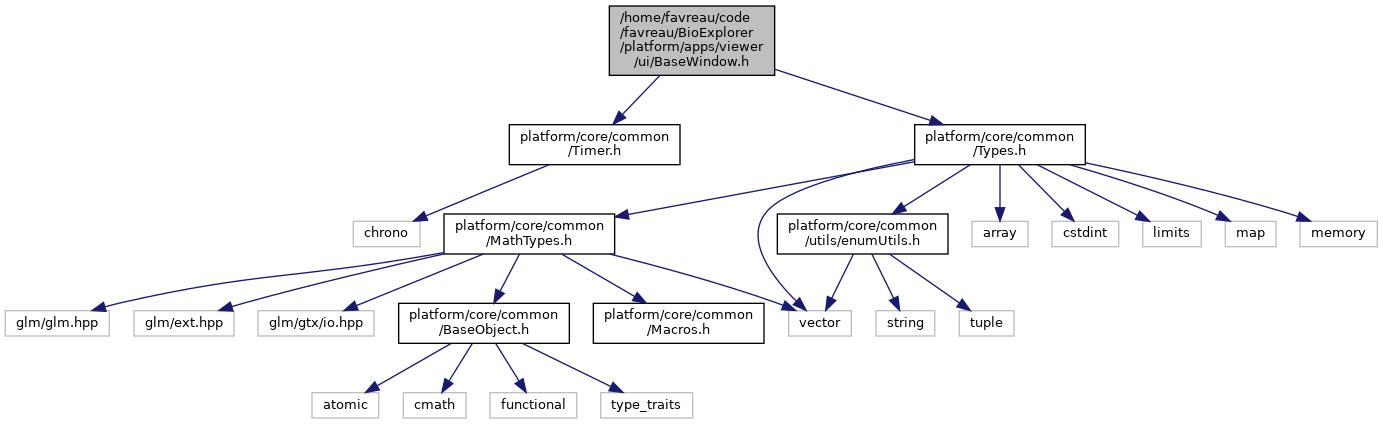 /home/favreau/code
/favreau/BioExplorer
/platform/apps/viewer
/ui/BaseWindow.h
platform/core/common
/Timer.h
platform/core/common
/Types.h
chrono
platform/core/common
/MathTypes.h
platform/core/common
/utils/enumUtils.h
array
cstdint
limits
map
memory
glm/glm.hpp
glm/ext.hpp
glm/gtx/io.hpp
platform/core/common
/BaseObject.h
platform/core/common
/Macros.h
vector
string
tuple
atomic
cmath
functional
type_traits